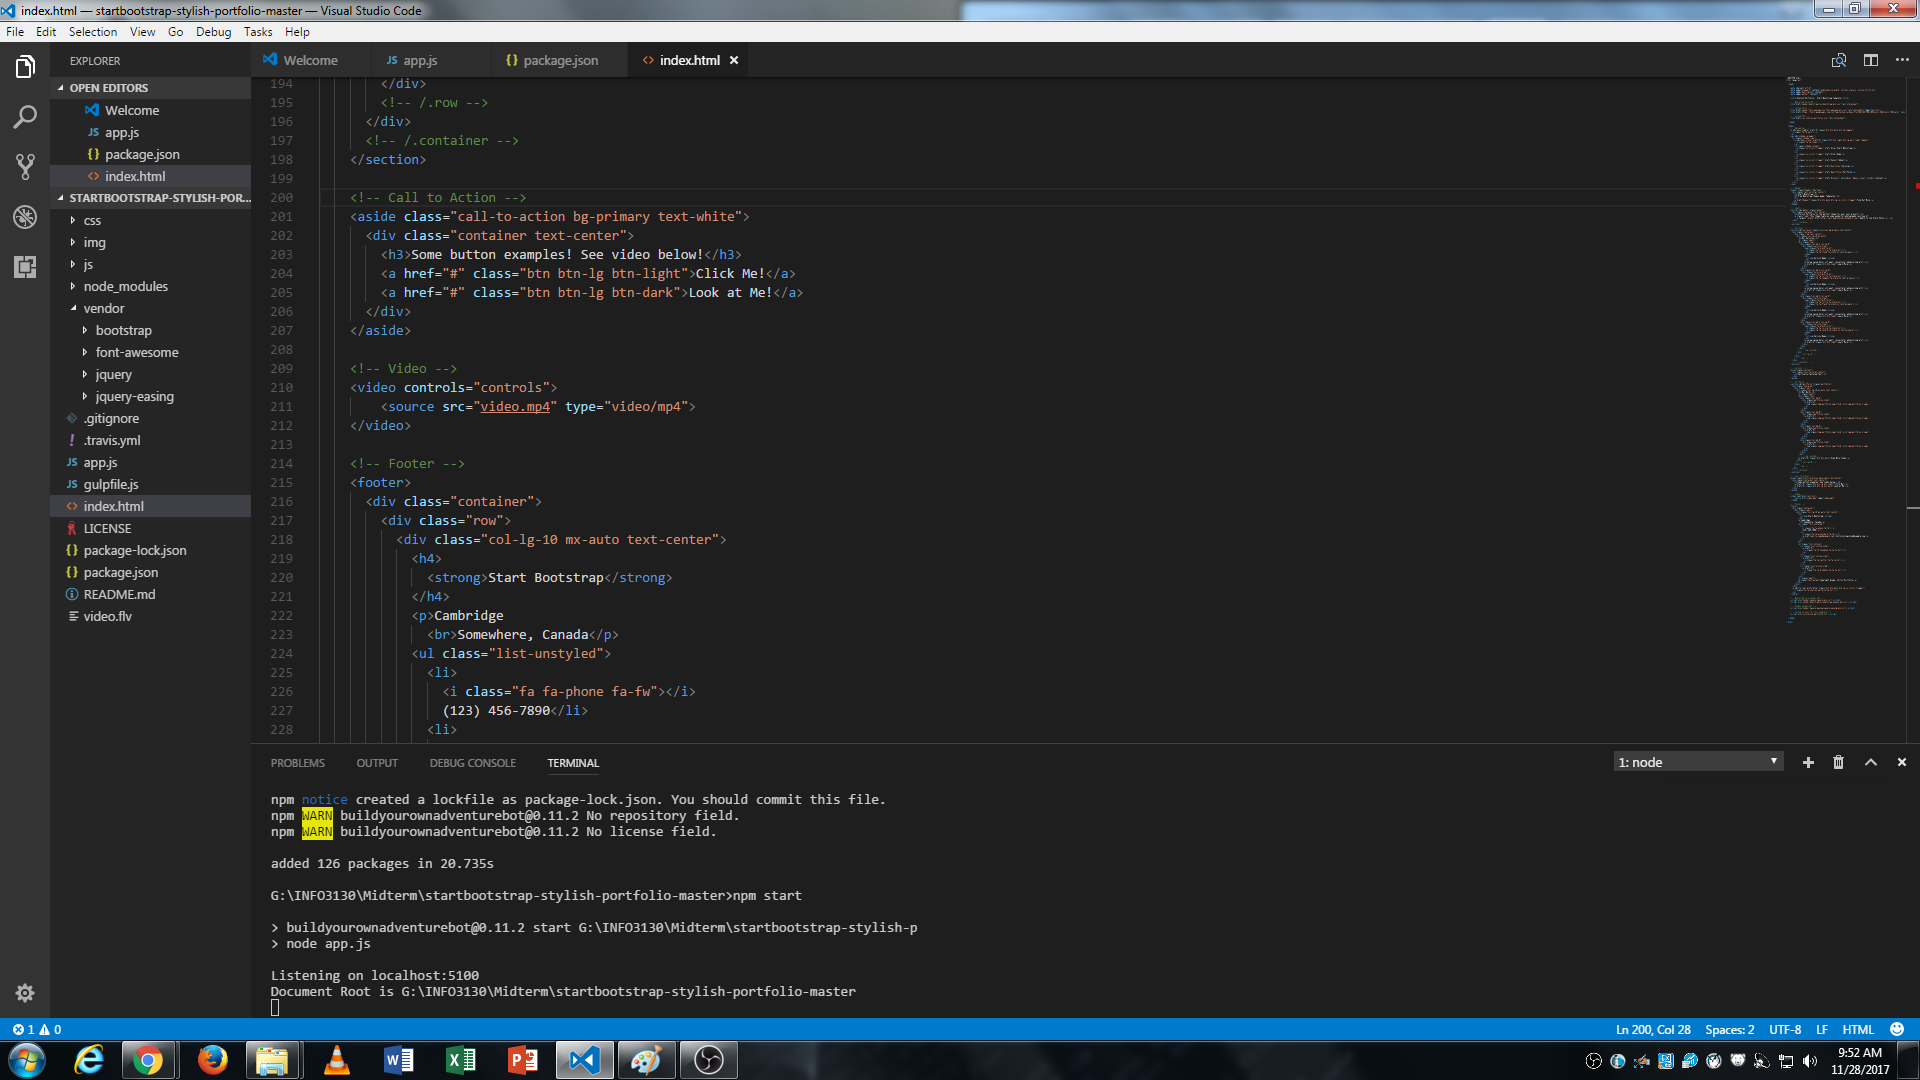 index.html — startbootstrap-stylish-portfolio-master — Visual Studio Code
File Edit Selection View Go Debug Tasks Help
EXPLORER
OPEN EDITORS
Welcome
JS app.js
{} package.json
<> index.html
STARTBOOTSTRAP-STYLISH-POR...
css
img
js
node_modules
vendor
bootstrap
font-awesome
jquery
jquery-easing
.gitignore
! .travis.yml
JS app.js
JS gulpfile.js
<> index.html
LICENSE
{} package-lock.json
{} package.json
README.md
video.flv
Welcome JS app.js {} package.json <> index.html
194 </div>
195 <!-- /.row -->
196 </div>
197 <!-- /.container -->
198 </section>
199
200 <!-- Call to Action -->
201 <aside class="call-to-action bg-primary text-white">
202 <div class="container text-center">
203 <h3>Some button examples! See video below!</h3>
204 <a href="#" class="btn btn-lg btn-light">Click Me!</a>
205 <a href="#" class="btn btn-lg btn-dark">Look at Me!</a>
206 </div>
207 </aside>
208
209 <!-- Video -->
210 <video controls="controls">
211 <source src="video.mp4" type="video/mp4">
212 </video>
213
214 <!-- Footer -->
215 <footer>
216 <div class="container">
217 <div class="row">
218 <div class="col-lg-10 mx-auto text-center">
219 <h4>
220 <strong>Start Bootstrap</strong>
221 </h4>
222 <p>Cambridge
223 <br>Somewhere, Canada</p>
224 <ul class="list-unstyled">
225 <li>
226 <i class="fa fa-phone fa-fw"></i>
227 (123) 456-7890</li>
228 <li>
PROBLEMS OUTPUT DEBUG CONSOLE TERMINAL 1: node
npm notice created a lockfile as package-lock.json. You should commit this file.
npm WARN buildyourownadventurebot@0.11.2 No repository field.
npm WARN buildyourownadventurebot@0.11.2 No license field.
added 126 packages in 20.735s
G:\INFO3130\Midterm\startbootstrap-stylish-portfolio-master>npm start
> buildyourownadventurebot@0.11.2 start G:\INFO3130\Midterm\startbootstrap-stylish-p
> node app.js
Listening on localhost:5100
Document Root is G:\INFO3130\Midterm\startbootstrap-stylish-portfolio-master
1 0 Ln 200, Col 28 Spaces: 2 UTF-8 LF HTML
9:52 AM
11/28/2017